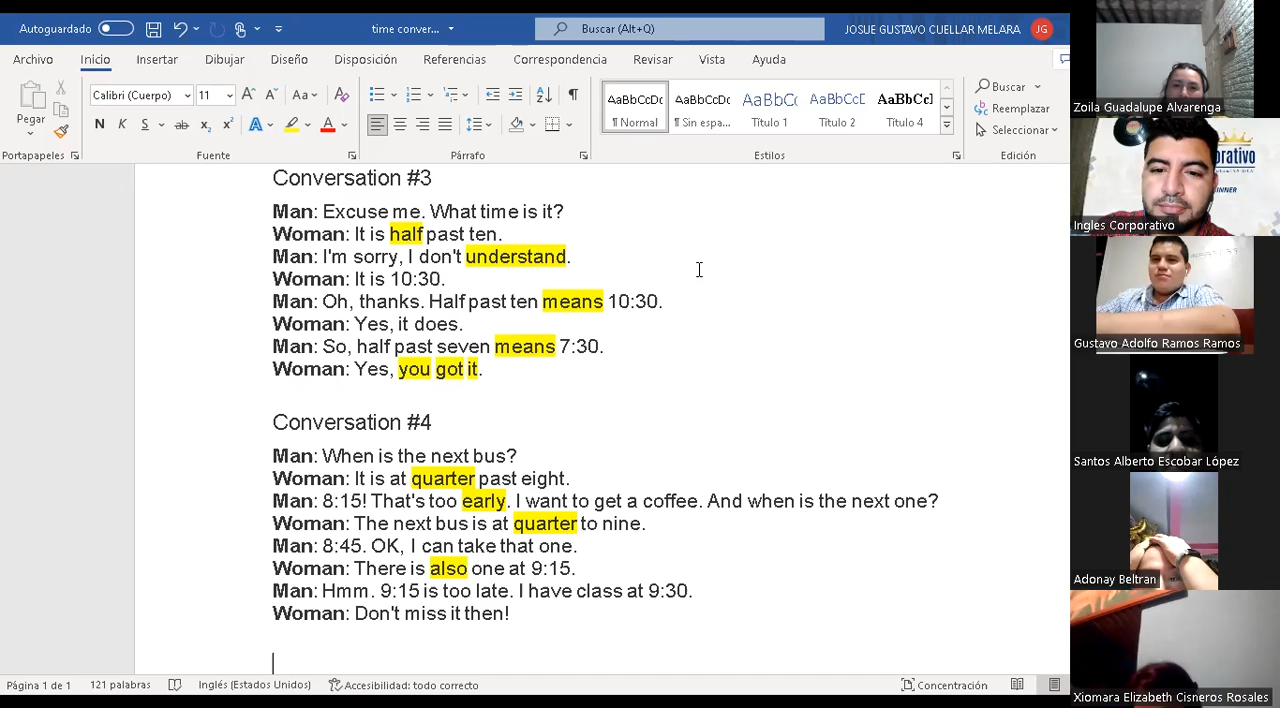 Autoguardado
time conver...
Buscar (Alt+Q)
JOSUE GUSTAVO CUELLAR MELARA
JG
Archivo Inicio Insertar Dibujar Diseño Disposición Referencias Correspondencia Revisar Vista Ayuda
Pegar
Portapapeles
Calibri (Cuerpo) 11
Fuente
Párrafo
AaBbCcDc AaBbCcDc AaBbCc AaBbCcD AaBbCc
¶ Normal ¶ Sin espa... Título 1 Título 2 Título 4
Estilos
Buscar
Reemplazar
Seleccionar
Edición
Conversation #3
Man: Excuse me. What time is it?
Woman: It is half past ten.
Man: I'm sorry, I don't understand.
Woman: It is 10:30.
Man: Oh, thanks. Half past ten means 10:30.
Woman: Yes, it does.
Man: So, half past seven means 7:30.
Woman: Yes, you got it.
Conversation #4
Man: When is the next bus?
Woman: It is at quarter past eight.
Man: 8:15! That's too early. I want to get a coffee. And when is the next one?
Woman: The next bus is at quarter to nine.
Man: 8:45. OK, I can take that one.
Woman: There is also one at 9:15.
Man: Hmm. 9:15 is too late. I have class at 9:30.
Woman: Don't miss it then!
Página 1 de 1 121 palabras Inglés (Estados Unidos) Accesibilidad: todo correcto Concentración
Zoila Guadalupe Alvarenga
Ingles Corporativo
Gustavo Adolfo Ramos Ramos
Santos Alberto Escobar López
Adonay Beltran
Xiomara Elizabeth Cisneros Rosales